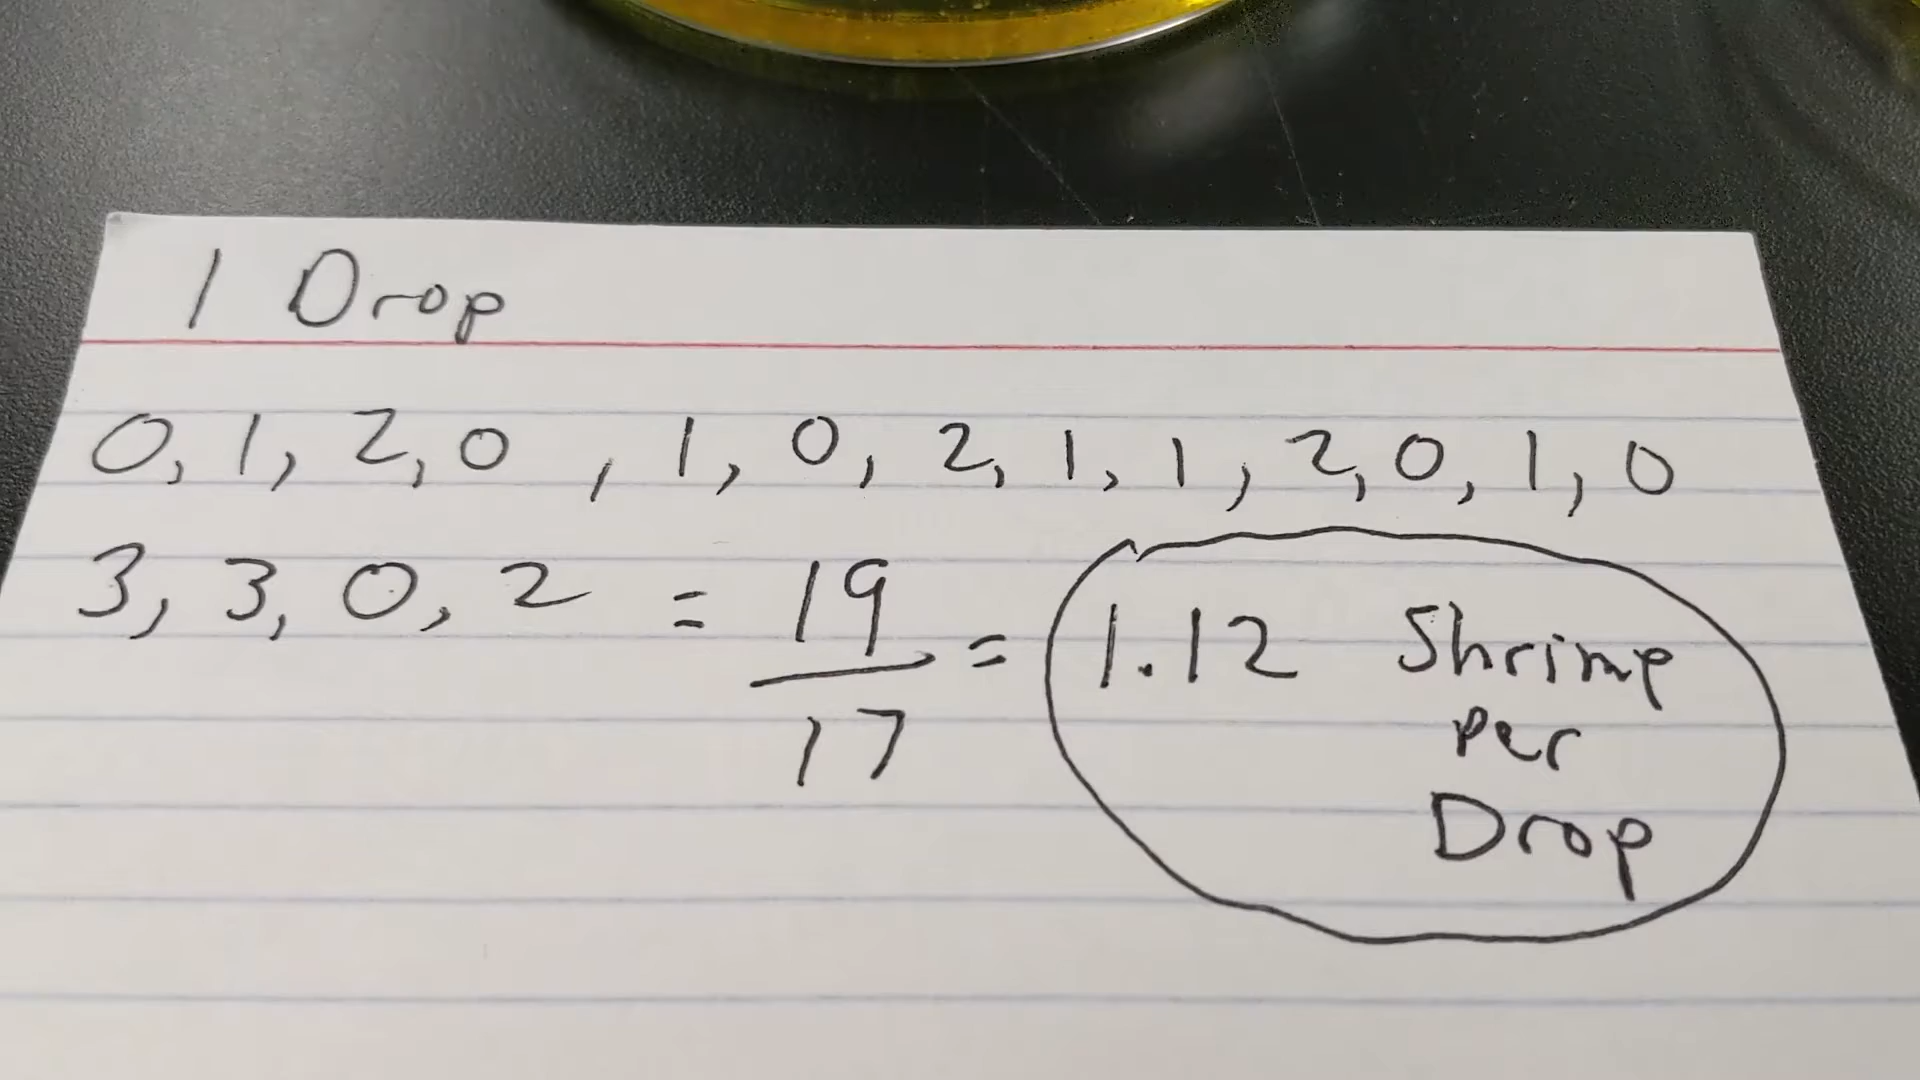 1 Drop
0, 1, 2, 0, 1, 0, 2, 1, 1, 2, 0, 1, 0
3, 3, 0, 2 = 19/17 = 1.12 Shrimp
per
Drop